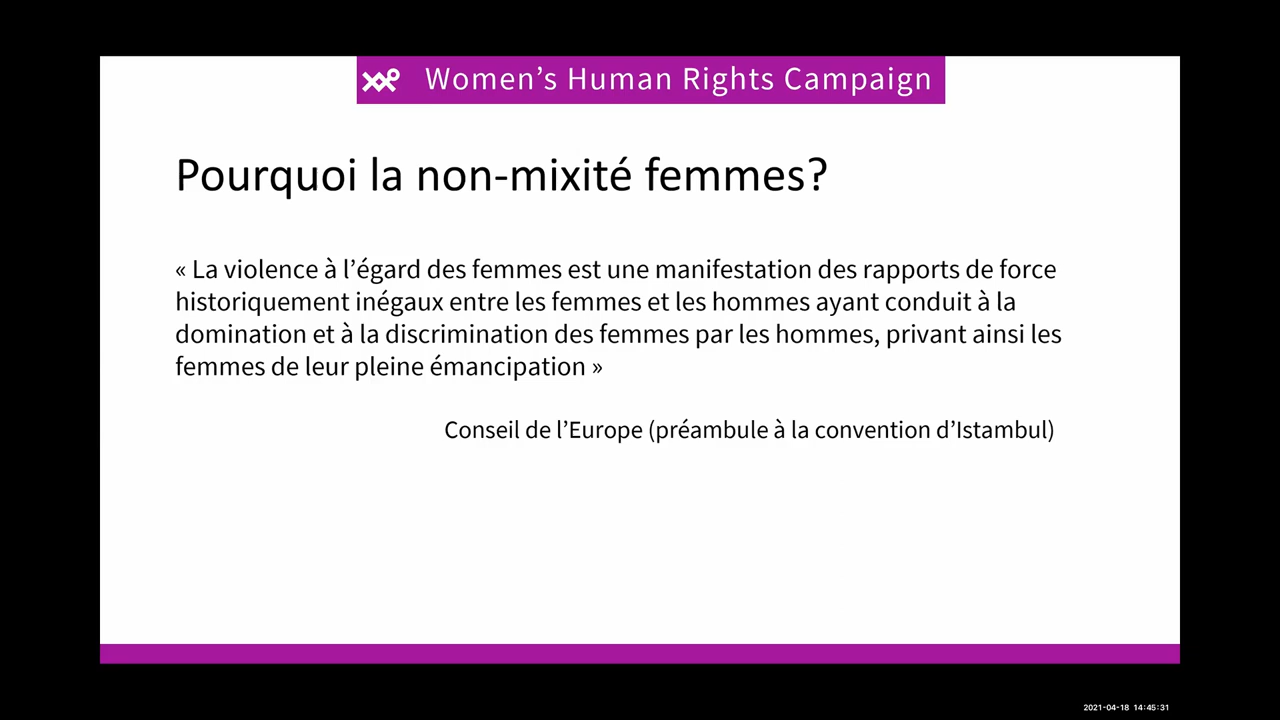 Women’s Human Rights Campaign
Pourquoi la non-mixité femmes?
« La violence à l’égard des femmes est une manifestation des rapports de force
historiquement inégaux entre les femmes et les hommes ayant conduit à la
domination et à la discrimination des femmes par les hommes, privant ainsi les
femmes de leur pleine émancipation »
Conseil de l’Europe (préambule à la convention d’Istambul)
2021-04-18 14:45:31